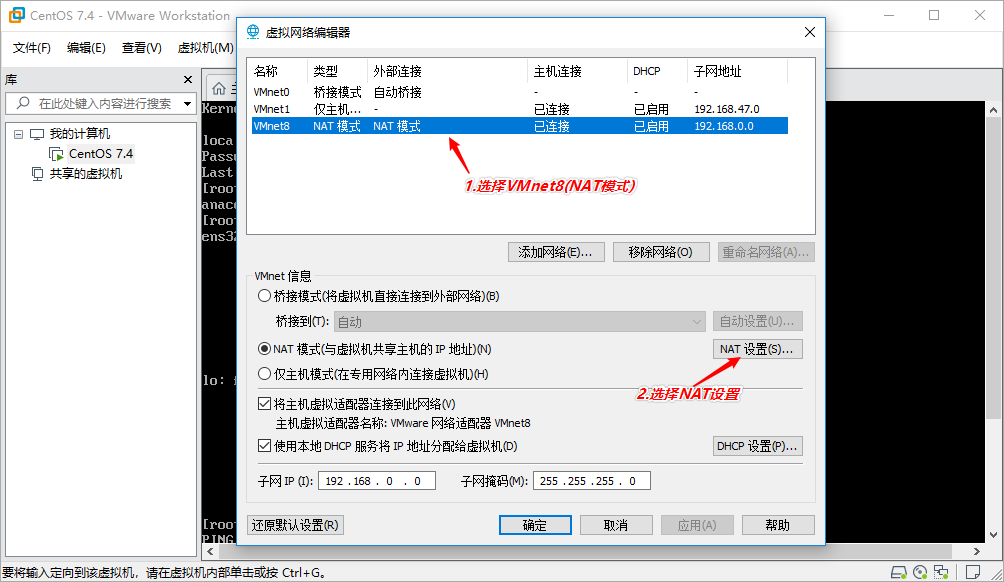 CentOS 7.4 - VMware Workstation
文件(F) 编辑(E) 查看(V) 虚拟机(M)
库
在此处键入内容进行搜索
我的计算机
CentOS 7.4
共享的虚拟机
Kerne
loca
Passu
Last
[root
anaco
[root
ens32
lo:
[root
PING
虚拟网络编辑器
名称 类型 外部连接 主机连接 DHCP 子网地址
VMnet0 桥接模式 自动桥接 - - -
VMnet1 仅主机... - 已连接 已启用 192.168.47.0
VMnet8 NAT 模式 NAT 模式 已连接 已启用 192.168.0.0
1.选择VMnet8(NAT模式)
添加网络(E)... 移除网络(O) 重命名网络(A)...
VMnet 信息
桥接模式(将虚拟机直接连接到外部网络)(B)
桥接到(T): 自动 自动设置(U)...
NAT 模式(与虚拟机共享主机的 IP 地址)(N) NAT 设置(S)...
仅主机模式(在专用网络内连接虚拟机)(H)
2.选择NAT设置
将主机虚拟适配器连接到此网络(V)
主机虚拟适配器名称: VMware 网络适配器 VMnet8
使用本地 DHCP 服务将 IP 地址分配给虚拟机(D) DHCP 设置(P)...
子网 IP (I): 192 .168 . 0 . 0 子网掩码(M): 255 .255 .255 . 0
还原默认设置(R) 确定 取消 应用(A) 帮助
要将输入定向到该虚拟机，请在虚拟机内部单击或按 Ctrl+G。